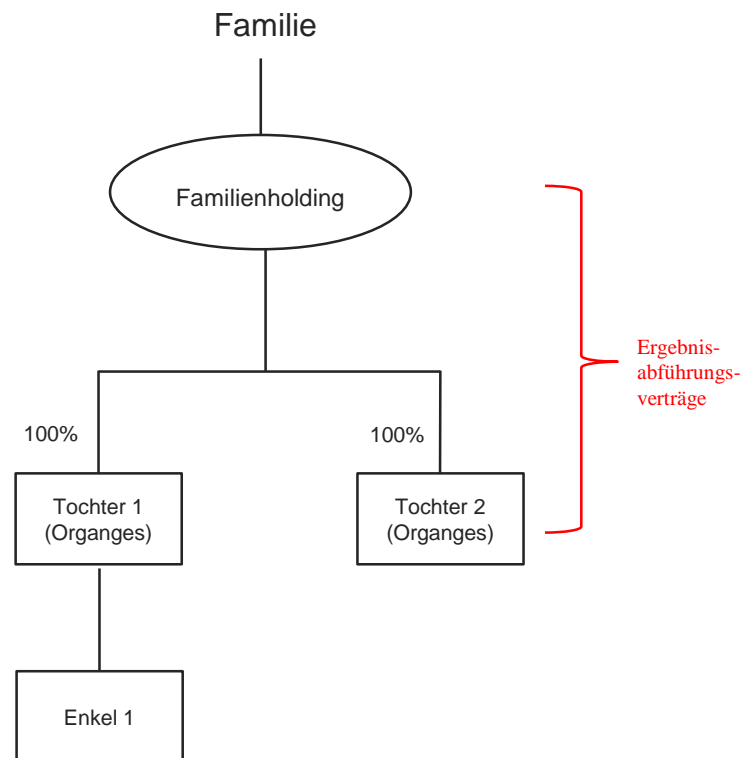 Familie
Familienholding
Ergebnis-
abführungs-
verträge
100%
100%
Tochter 1
(Organges)
Tochter 2
(Organges)
Enkel 1